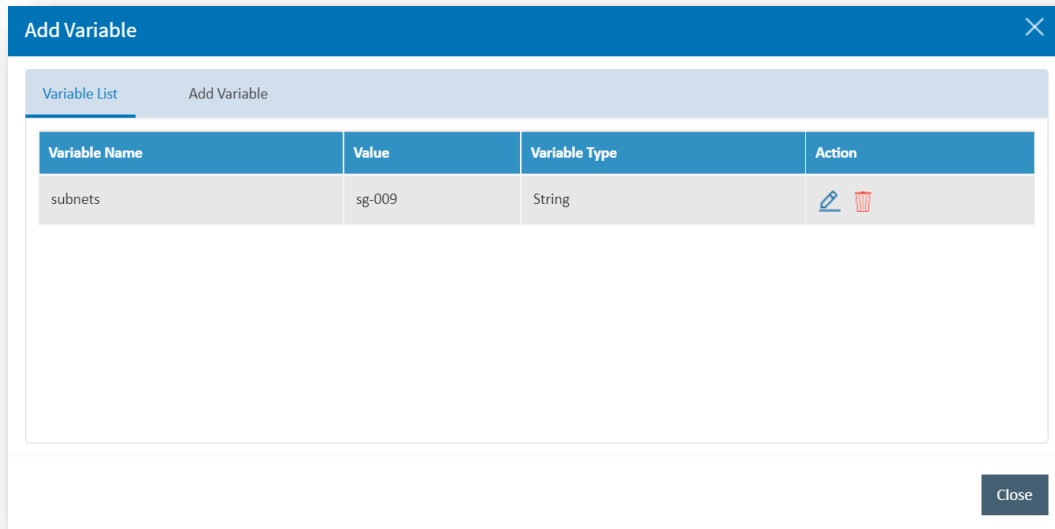 Add Variable
Variable List Add Variable
Variable Name Value Variable Type Action
subnets sg-009 String
Close